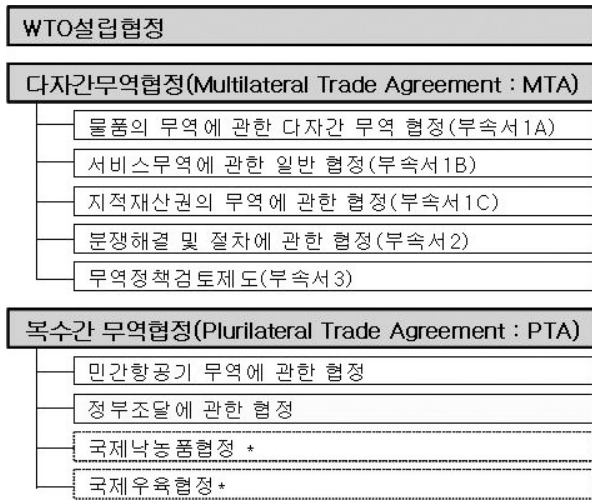 WTO설립협정
다자간무역협정(Multilateral Trade Agreement : MTA)
물품의 무역에 관한 다자간 무역 협정(부속서1A)
서비스무역에 관한 일반 협정(부속서1B)
지적재산권의 무역에 관한 협정(부속서1C)
분쟁해결 및 절차에 관한 협정(부속서2)
무역정책검토제도(부속서3)
복수간 무역협정(Plurilateral Trade Agreement : PTA)
민간항공기 무역에 관한 협정
정부조달에 관한 협정
국제낙농품협정 *
국제우육협정*